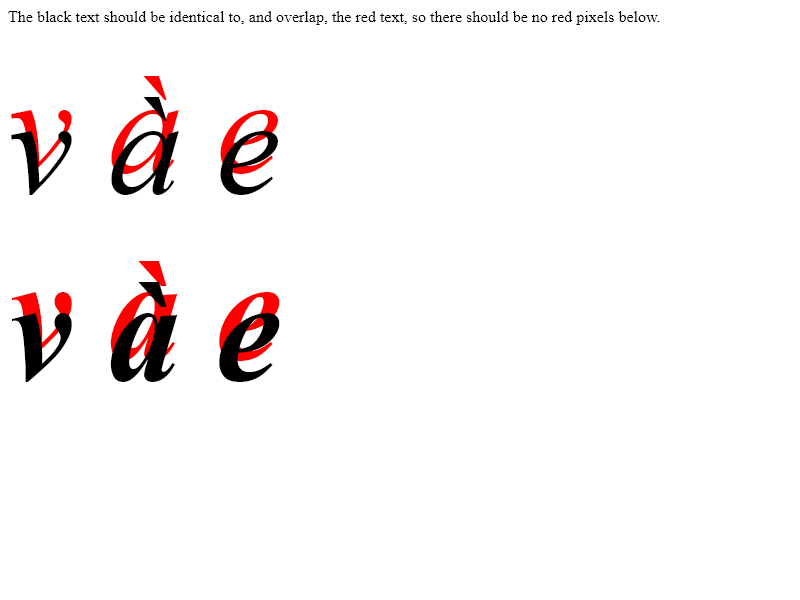 The black text should be identical to, and overlap, the red text, so there should be no red pixels below.
v à e
v à e